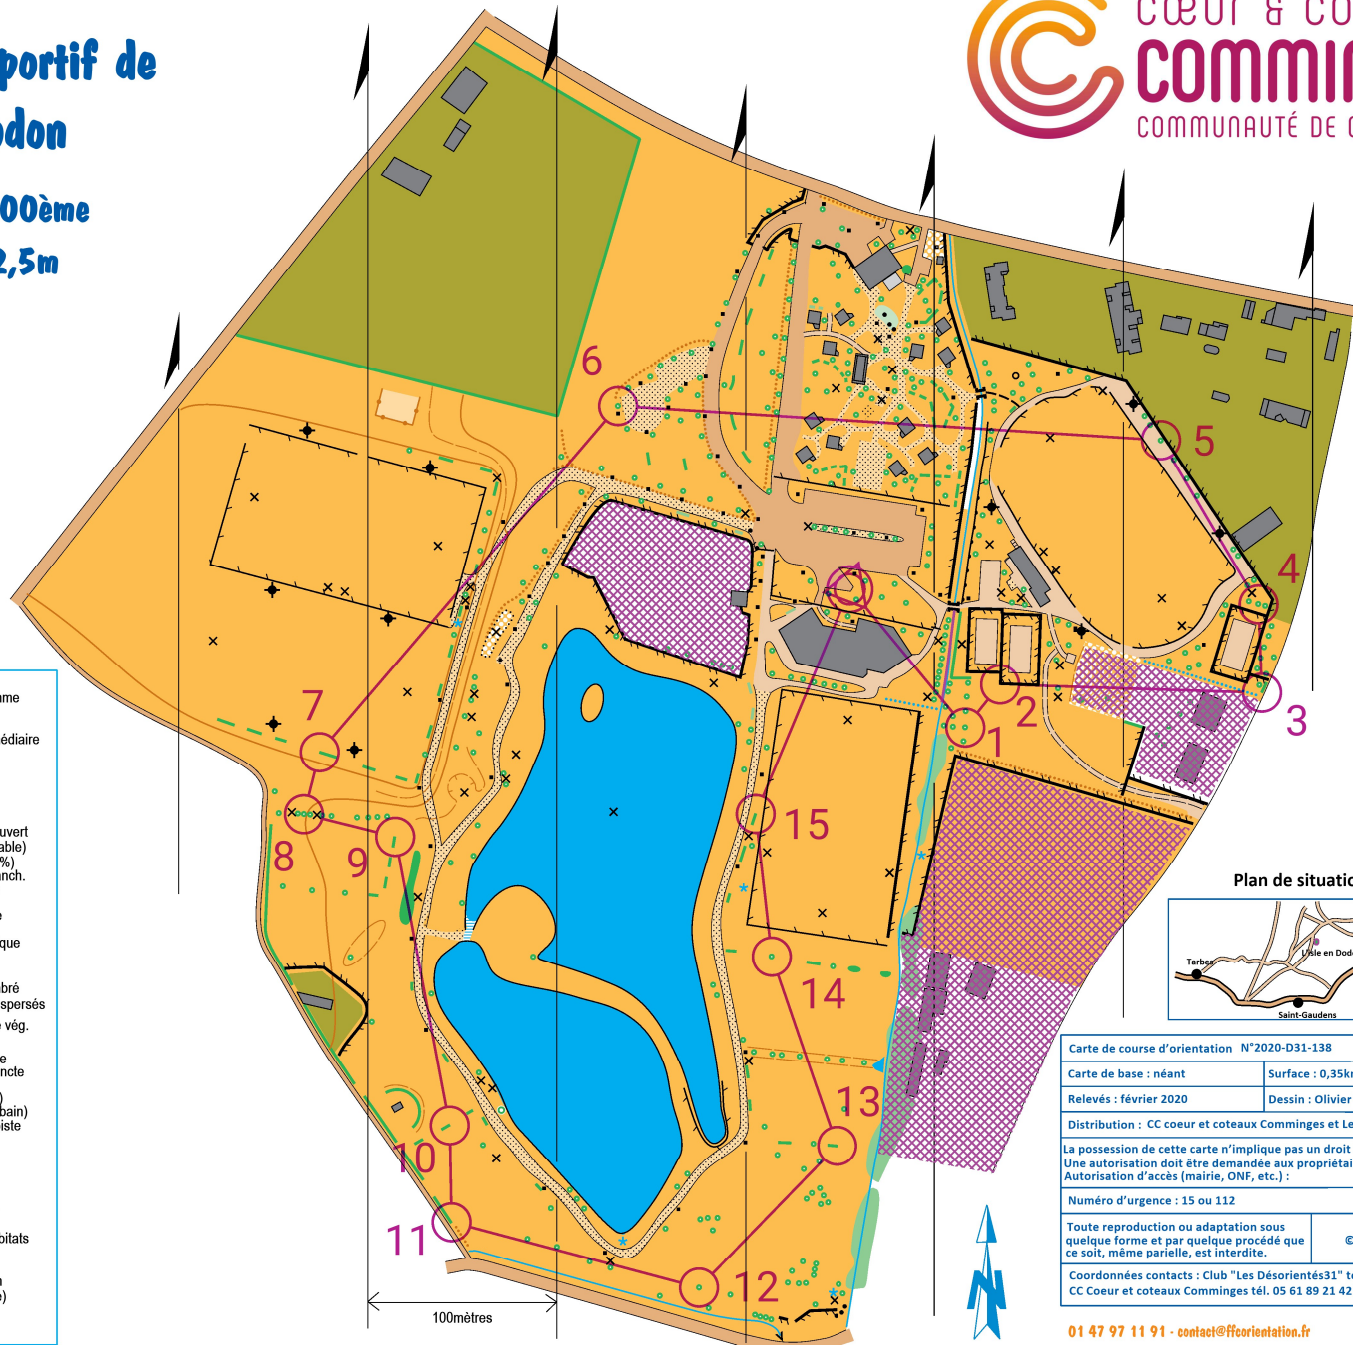 portif de
odon
00ème
2,5m
CŒUR & CO
COMMIN
COMMUNAUTÉ DE C
6
5
4
3
2
1
7
8
9
15
14
13
10
11
12
100mètres
mme
édiaire
uvert
able)
%)
anch.
e
que
bré
spersés
e vég.
e
ncte
)
bain)
iste
bitats
n
e)
Plan de situatio
Tarbes
L'isle en Dodo
Saint-Gaudens
N
Carte de course d'orientation N°2020-D31-138
Carte de base : néant
Surface : 0,35k
Relevés : février 2020
Dessin : Olivier
Distribution : CC coeur et coteaux Comminges et Le
La possession de cette carte n'implique pas un droit
Une autorisation doit être demandée aux propriétai
Autorisation d'accès (mairie, ONF, etc.) :
Numéro d'urgence : 15 ou 112
Toute reproduction ou adaptation sous
quelque forme et par quelque procédé que
ce soit, même parielle, est interdite.
©
Coordonnées contacts : Club "Les Désorientés31" t
CC Coeur et coteaux Comminges tél. 05 61 89 21 42
01 47 97 11 91 - contact@ffcorientation.fr